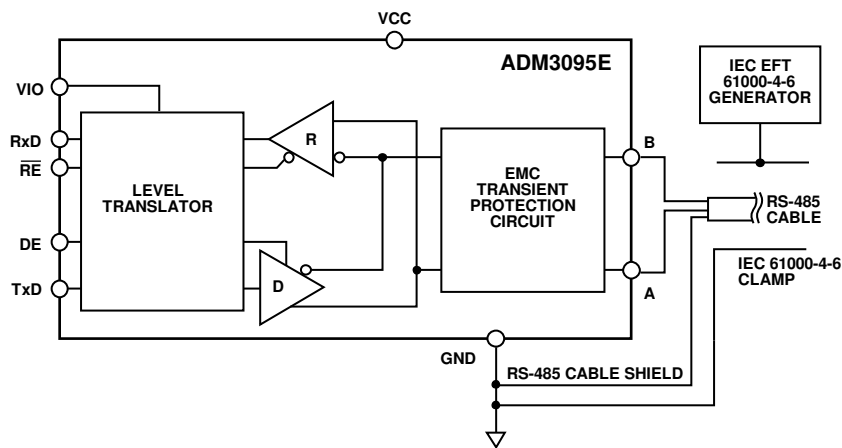 VCC
ADM3095E
IEC EFT
61000-4-6
GENERATOR
VIO
RxD
RE
DE
TxD
LEVEL
TRANSLATOR
R
D
EMC
TRANSIENT
PROTECTION
CIRCUIT
B
A
RS-485
CABLE
IEC 61000-4-6
CLAMP
GND
RS-485 CABLE SHIELD